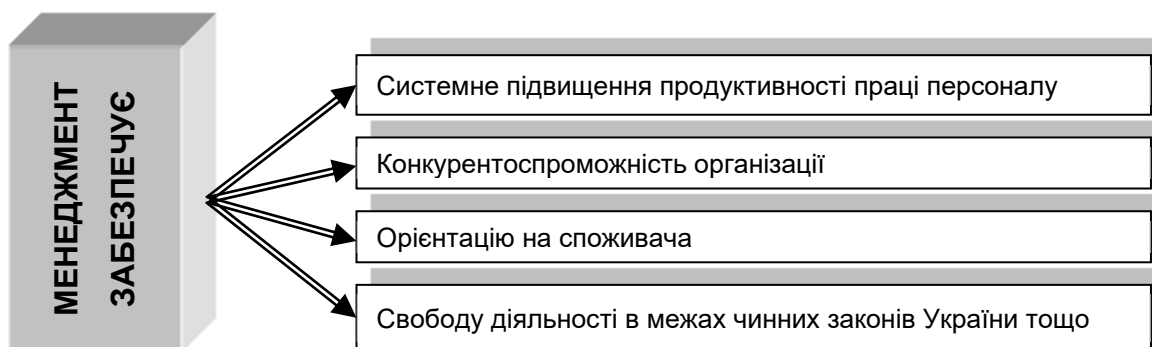 МЕНЕДЖМЕНТ
ЗАБЕЗПЕЧУЄ
Системне підвищення продуктивності праці персоналу
Конкурентоспроможність організації
Орієнтацію на споживача
Свободу діяльності в межах чинних законів України тощо